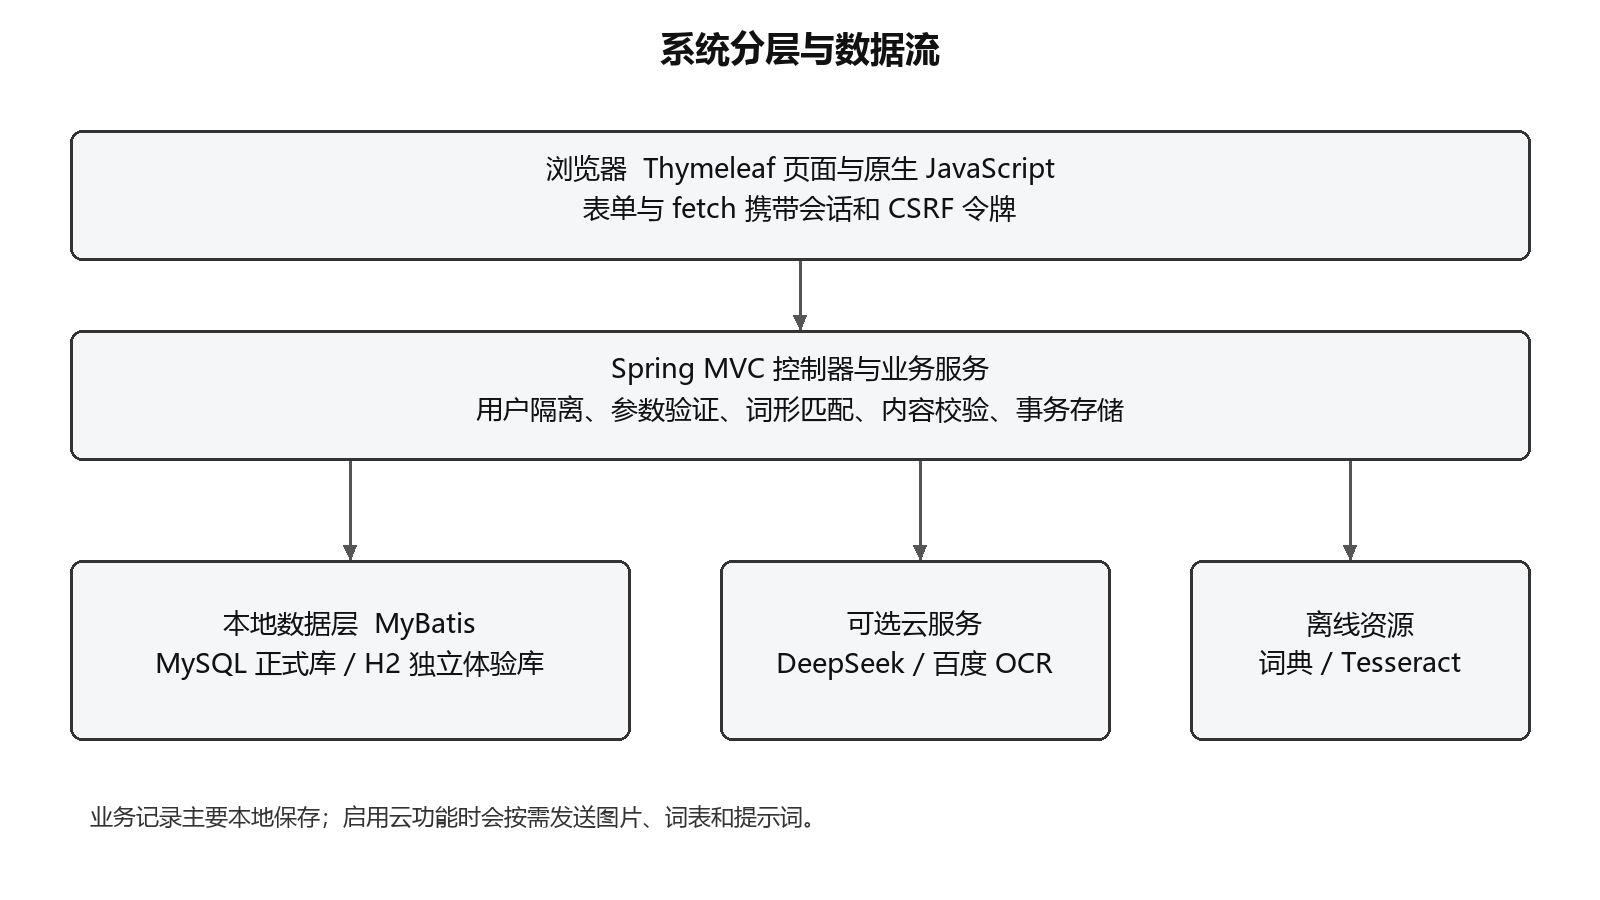 系统分层与数据流
浏览器  Thymeleaf 页面与原生 JavaScript
表单与 fetch 携带会话和 CSRF 令牌
Spring MVC 控制器与业务服务
用户隔离、参数验证、词形匹配、内容校验、事务存储
本地数据层  MyBatis
MySQL 正式库 / H2 独立体验库
可选云服务
DeepSeek / 百度 OCR
离线资源
词典 / Tesseract
业务记录主要本地保存；启用云功能时会按需发送图片、词表和提示词。